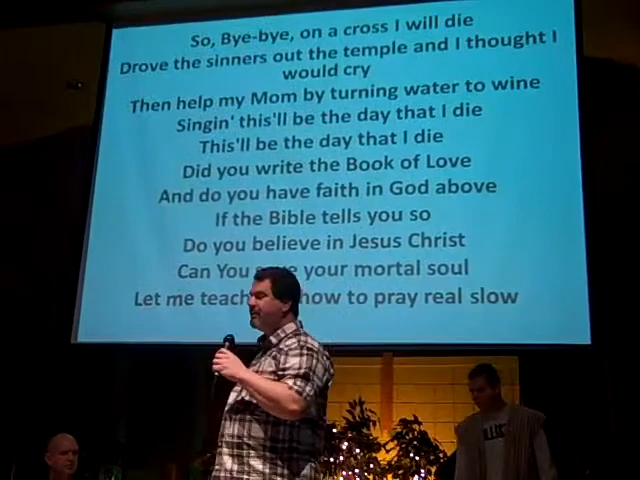 So, Bye-bye, on a cross I will die
Drove the sinners out the temple and I thought I
would cry
Then help my Mom by turning water to wine
Singin' this'll be the day that I die
This'll be the day that I die
Did you write the Book of Love
And do you have faith in God above
If the Bible tells you so
Do you believe in Jesus Christ
Can You your mortal soul
Let me teach how to pray real slow